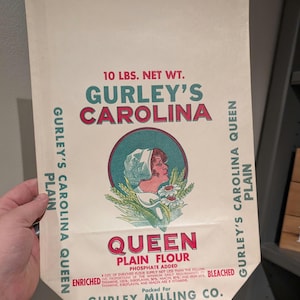 10 LBS. NET WT.
GURLEY'S
CAROLINA
QUEEN
PLAIN FLOUR
PHOSPHATE ADDED
ENRICHED
BLEACHED
Packed For
GURLEY MILLING CO.
GURLEY'S CAROLINA QUEEN
PLAIN
GURLEY'S CAROLINA QUEEN
PLAIN